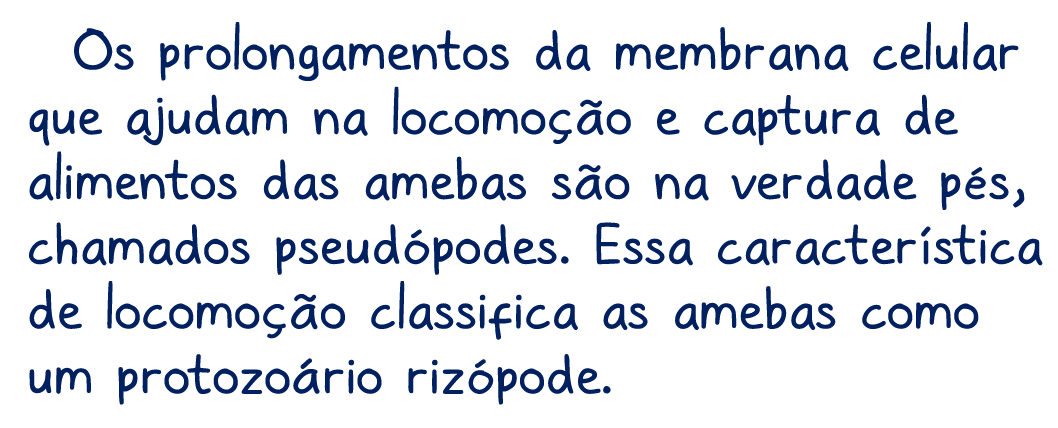 Os prolongamentos da membrana celular
que ajudam na locomoção e captura de
alimentos das amebas são na verdade pés,
chamados pseudópodes. Essa característica
de locomoção classifica as amebas como
um protozoário rizópode.